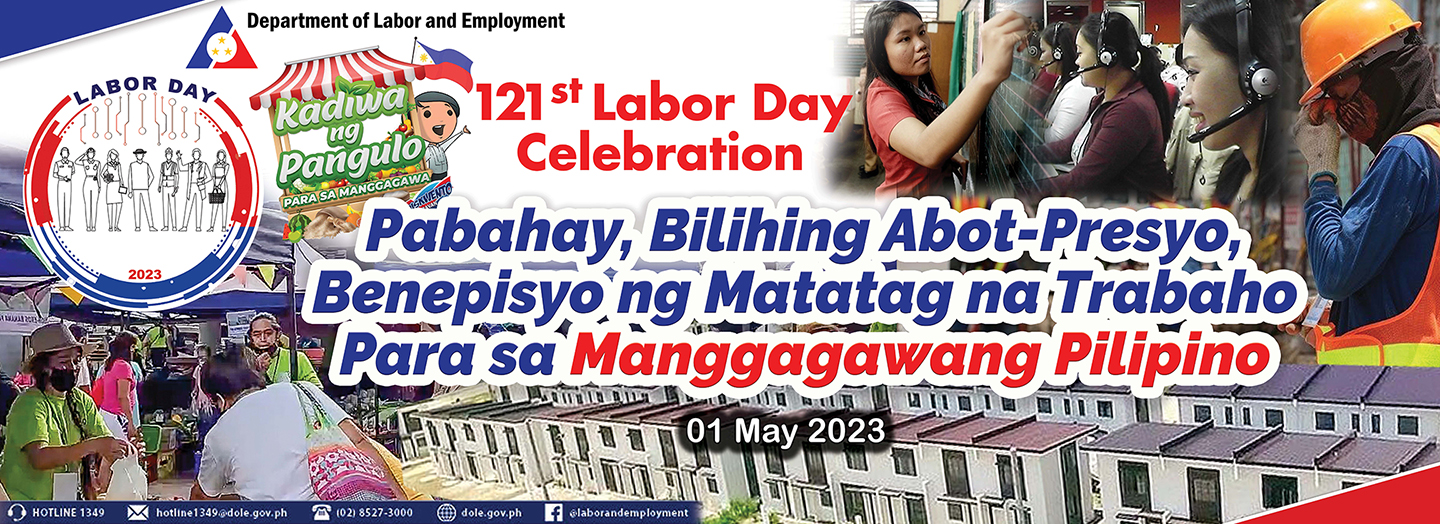 Department of Labor and Employment
LABOR DAY
2023
Kadiwa
ng
Pangulo
PARA SA MANGGAGAWA
121st Labor Day
Celebration
Pabahay, Bilihing Abot-Presyo,
Benepisyo ng Matatag na Trabaho
Para sa Manggagawang Pilipino
01 May 2023
HOTLINE 1349
hotline1349@dole.gov.ph
(02) 8527-3000
dole.gov.ph
@laborandemployment